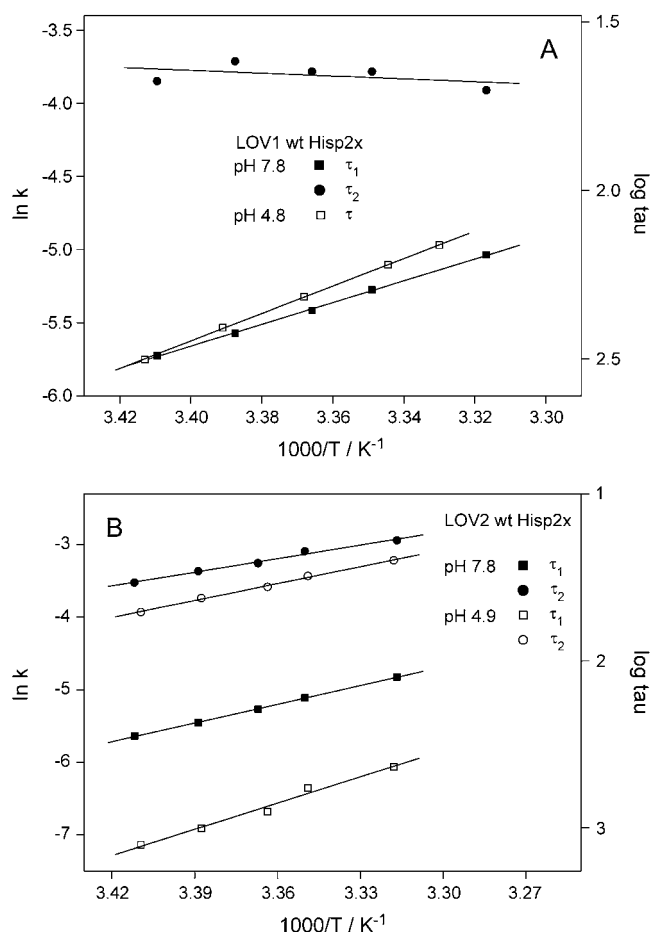 A
LOV1 wt Hisp2x
pH 7.8 τ1
τ2
pH 4.8 τ
ln k
-3.5
-4.0
-4.5
-5.0
-5.5
-6.0
log tau
1.5
2.0
2.5
3.42 3.40 3.38 3.36 3.34 3.32 3.30
1000/T / K-1
B
LOV2 wt Hisp2x
pH 7.8 τ1
τ2
pH 4.9 τ1
τ2
ln k
-3
-4
-5
-6
-7
log tau
1
2
3
3.42 3.39 3.36 3.33 3.30 3.27
1000/T / K-1